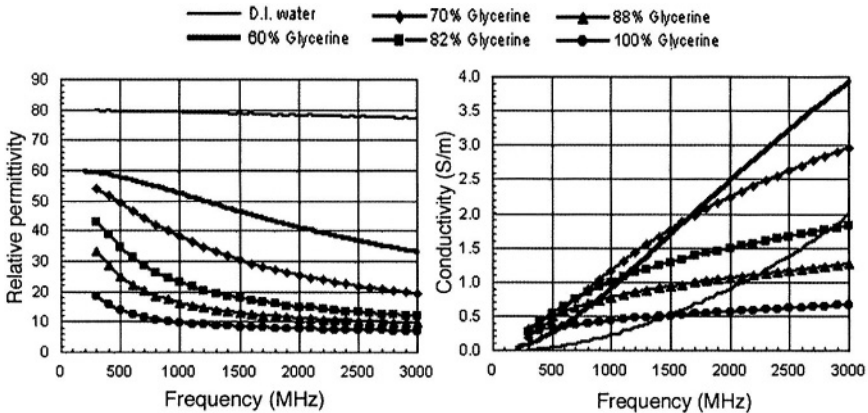 D.I. water
70% Glycerine
88% Glycerine
60% Glycerine
82% Glycerine
100% Glycerine
90
80
70
60
50
40
30
20
10
0
Relative permittivity
0 500 1000 1500 2000 2500 3000
Frequency (MHz)
4.0
3.5
3.0
2.5
2.0
1.5
1.0
0.5
0.0
Conductivity (S/m)
0 500 1000 1500 2000 2500 3000
Frequency (MHz)